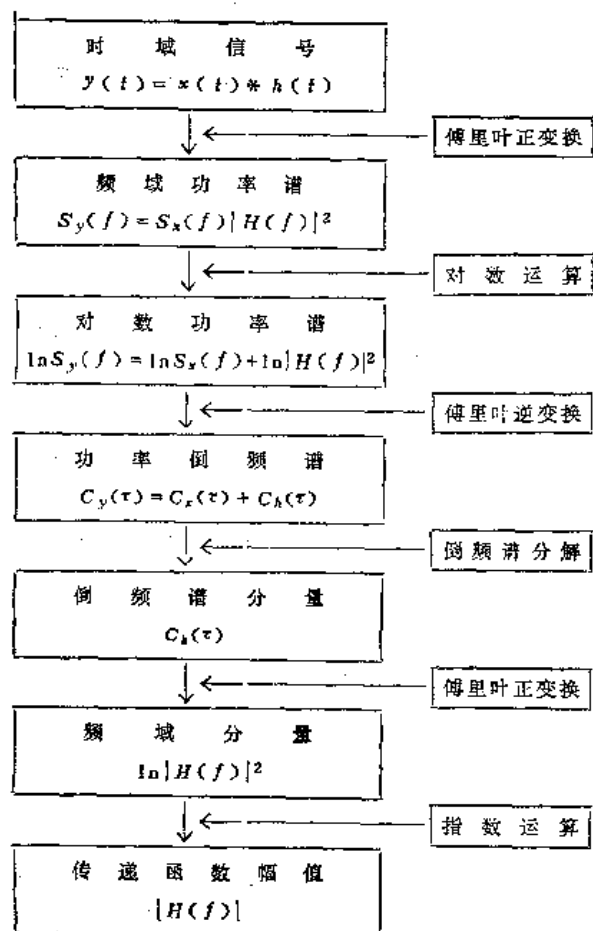 时域信号
y(t)=x(t)*h(t)
傅里叶正变换
频域功率谱
S_y(f)=S_x(f)|H(f)|²
对数运算
对数功率谱
lnS_y(f)=lnS_x(f)+ln|H(f)|²
傅里叶逆变换
功率倒频谱
C_y(τ)=C_x(τ)+C_h(τ)
倒频谱分解
倒频谱分量
C_h(τ)
傅里叶正变换
频域分量
ln|H(f)|²
指数运算
传递函数幅值
|H(f)|